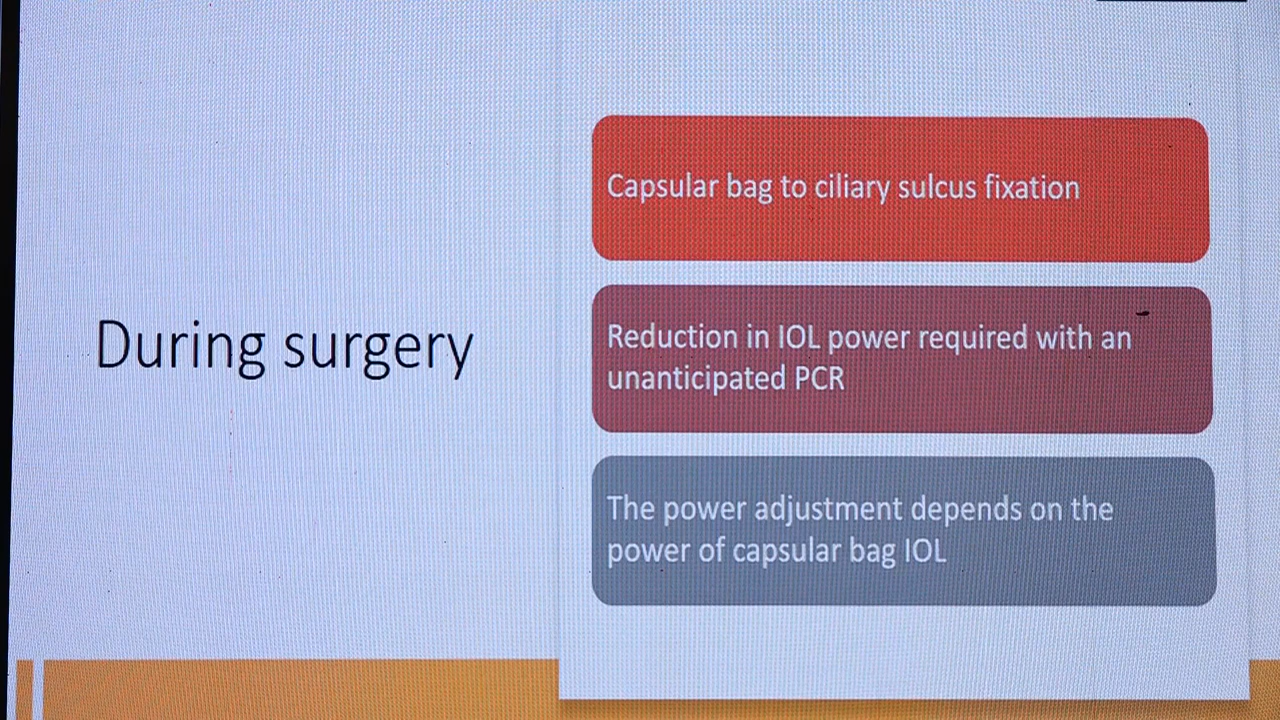 During surgery
Capsular bag to ciliary sulcus fixation
Reduction in IOL power required with an
unanticipated PCR
The power adjustment depends on the
power of capsular bag IOL